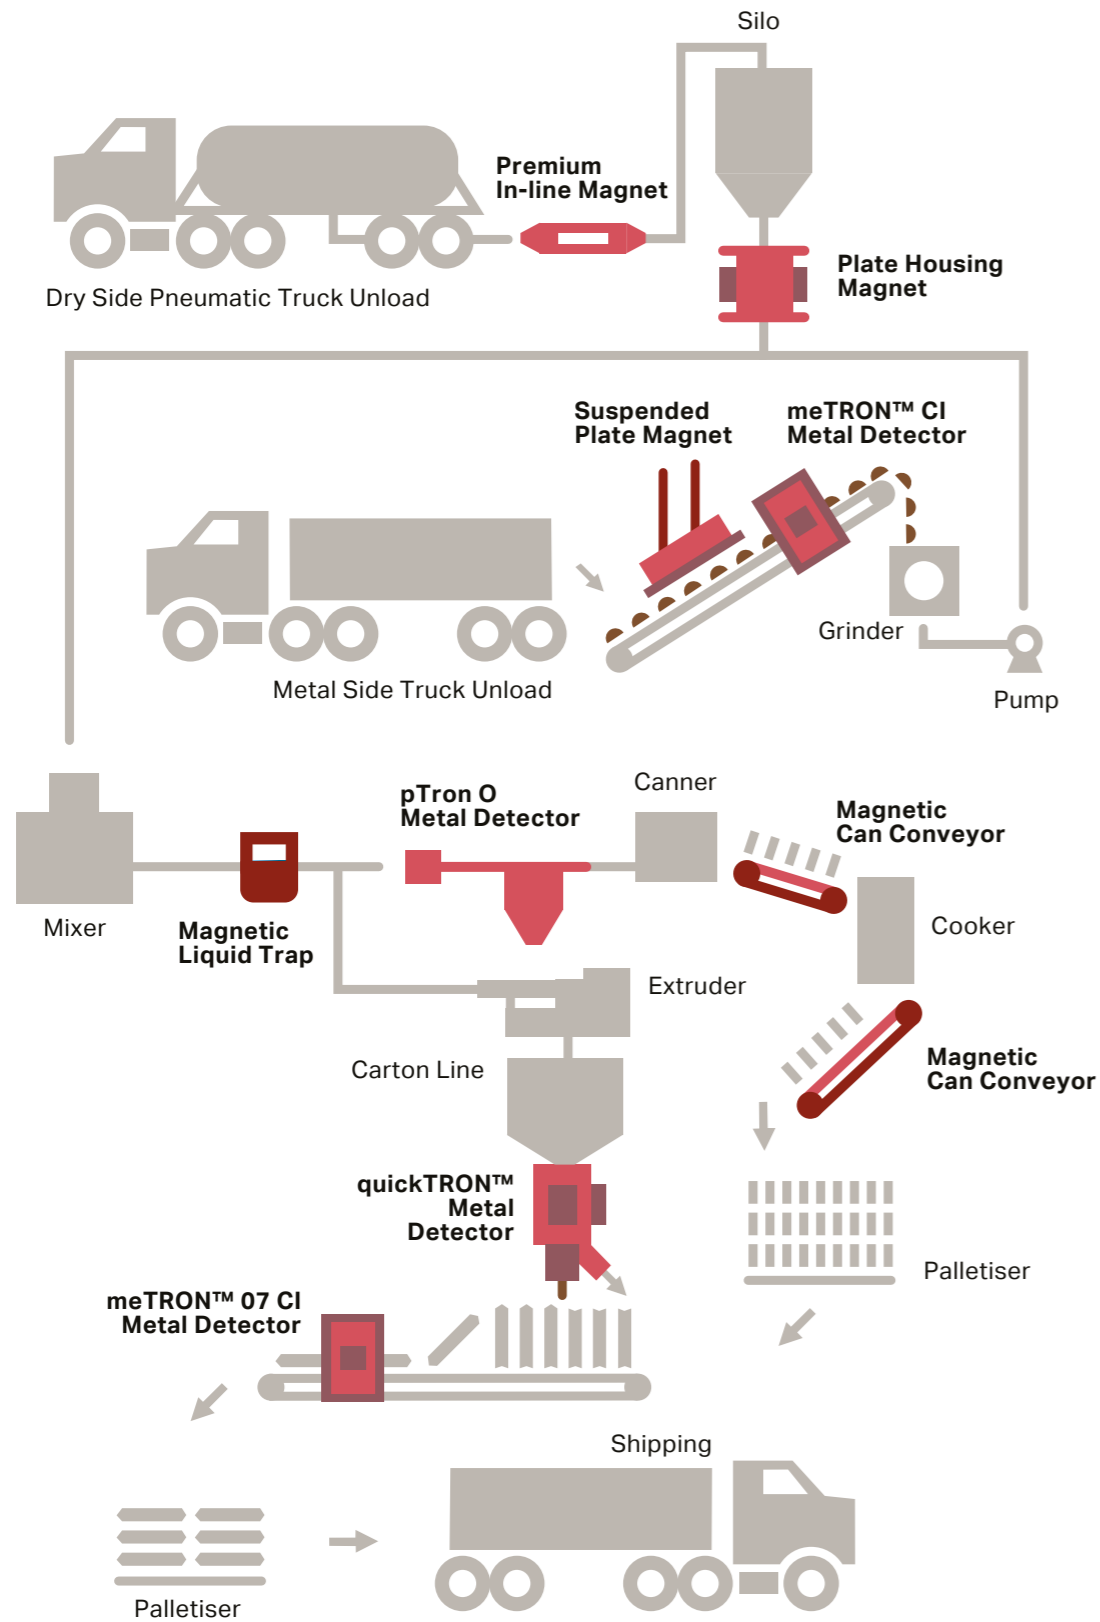 Silo
Premium
In-line Magnet
Plate Housing
Magnet
Dry Side Pneumatic Truck Unload
Suspended
Plate Magnet
meTRON™ CI
Metal Detector
Grinder
Metal Side Truck Unload
Pump
Canner
pTron O
Metal Detector
Magnetic
Can Conveyor
Mixer
Magnetic
Liquid Trap
Cooker
Extruder
Carton Line
Magnetic
Can Conveyor
quickTRON™
Metal
Detector
Palletiser
meTRON™ 07 CI
Metal Detector
Shipping
Palletiser